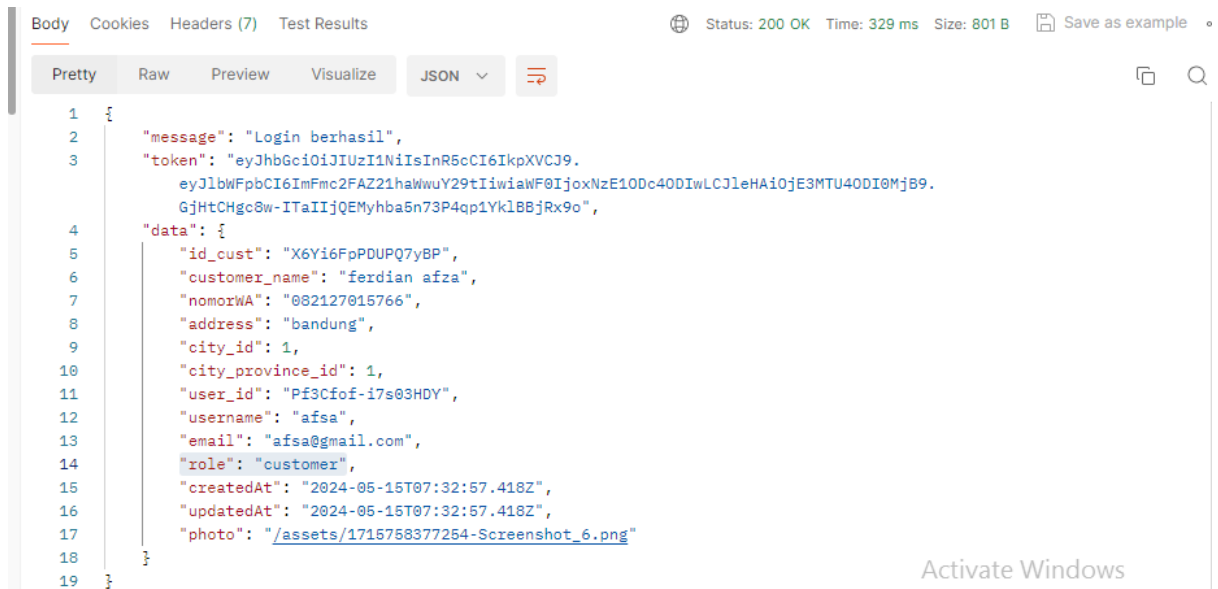 Body Cookies Headers (7) Test Results Status: 200 OK Time: 329 ms Size: 801 B Save as example
Pretty Raw Preview Visualize JSON
1 {
2 "message": "Login berhasil",
3 "token": "eyJhbGciOiJIUzI1NiIsInR5cCI6IkpXVCJ9.
eyJlbWFpbCI6ImFmc2FAZ21haWwuY29tIiwiaWF0IjoxNzE1ODc4ODIwLCJleHAiOjE3MTU4ODI0MjB9.
GjHtCHgc8w-ITaIIjQEMyhba5n73P4qp1YklBBjRx9o",
4 "data": {
5 "id_cust": "X6Yi6FpPDUPQ7yBP",
6 "customer_name": "ferdian afza",
7 "nomorWA": "082127015766",
8 "address": "bandung",
9 "city_id": 1,
10 "city_province_id": 1,
11 "user_id": "Pf3Cfof-i7s03HDY",
12 "username": "afsa",
13 "email": "afsa@gmail.com",
14 "role": "customer",
15 "createdAt": "2024-05-15T07:32:57.418Z",
16 "updatedAt": "2024-05-15T07:32:57.418Z",
17 "photo": "/assets/1715758377254-Screenshot_6.png"
18 }
19 }
Activate Windows